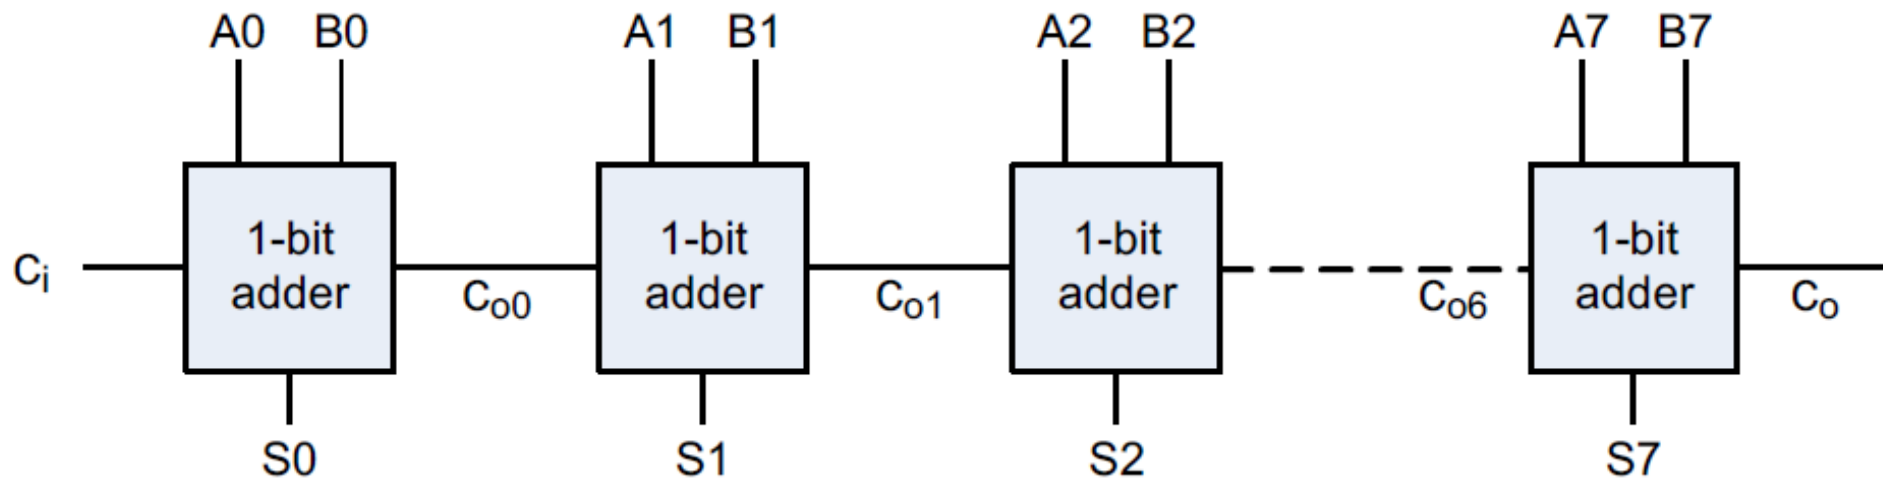 A0 B0 A1 B1 A2 B2 A7 B7
1-bit adder
1-bit adder
1-bit adder
1-bit adder
Ci Co0 Co1 Co6 Co
S0 S1 S2 S7